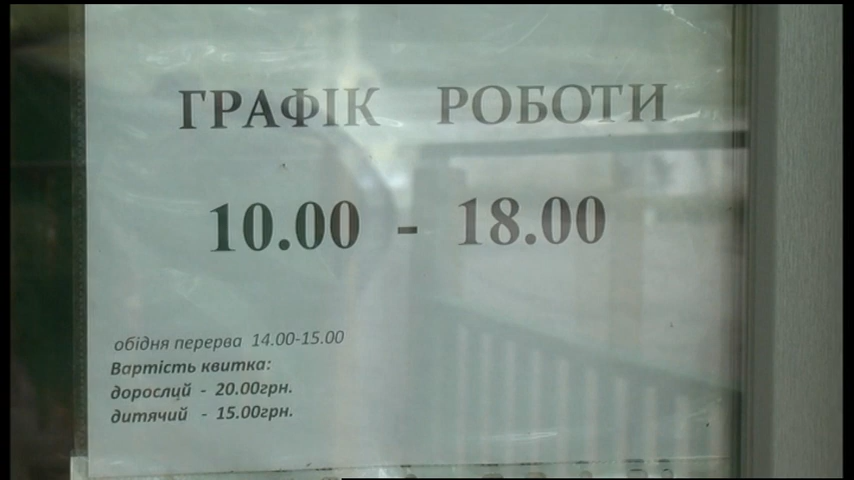 ГРАФІК РОБОТИ
10.00 - 18.00
обідня перерва 14.00-15.00
Вартість квитка:
дорослий - 20.00грн.
дитячий - 15.00грн.